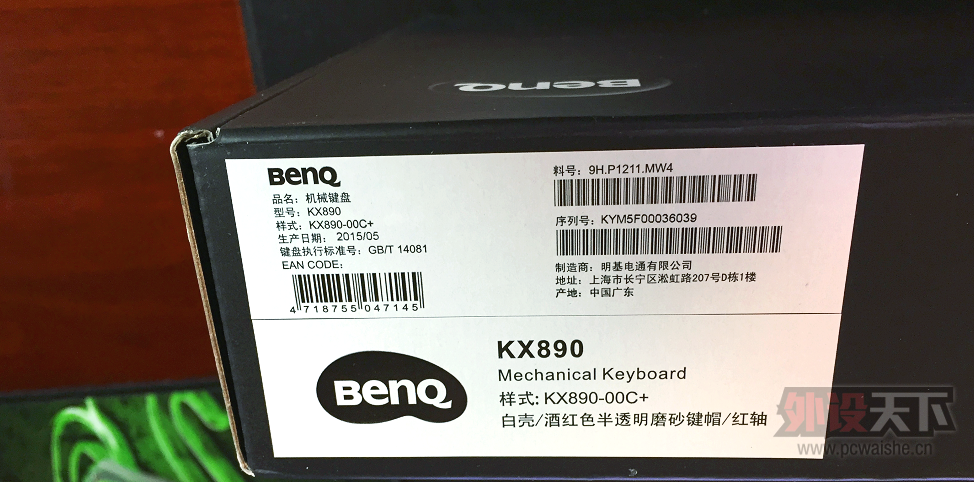 BenQ
BenQ
品名：机械键盘
型号：KX890
样式：KX890-00C+
生产日期： 2015/05
键盘执行标准号：GB/T 14081
EAN CODE：
4 718755 047145
料号：9H.P1211.MW4
序列号：KYM5F00036039
制造商：明基电通有限公司
地址：上海市长宁区淞虹路207号D栋1楼
产地：中国广东
BenQ
KX890
Mechanical Keyboard
样式: KX890-00C+
白壳/酒红色半透明磨砂键帽/红轴
外设天下
www.pcwaishe.cn